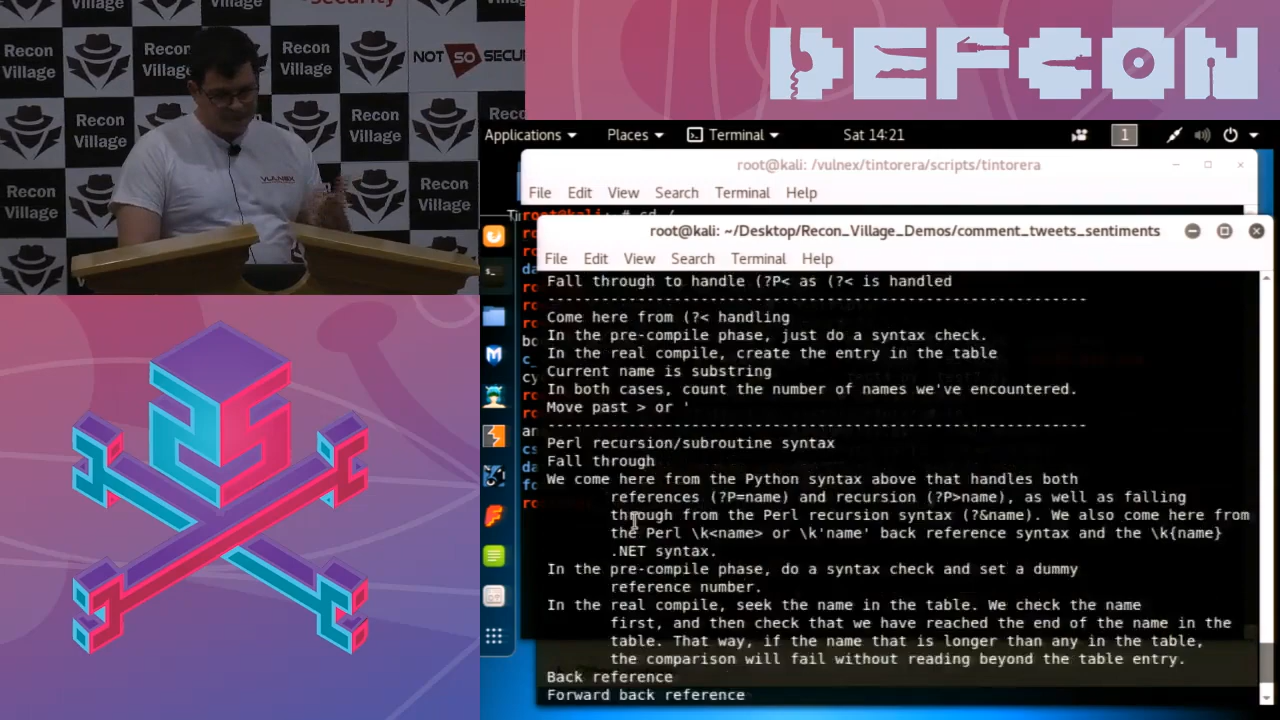 security
Recon
Village
Recon
Village
Recon
Village
NOT SO SECU
Recon
Village
Recon
Village
Recon
Village
VULNEX
DEFCON
Applications Places Terminal Sat 14:21 1
root@kali: /vulnex/tintorera/scripts/tintorera
File Edit View Search Terminal Help
root@kali: # cd /
root@kali: ~/Desktop/Recon_Village_Demos/comment_tweets_sentiments
File Edit View Search Terminal Help
Fall through to handle (?P< as (?< is handled
-------------------------------------------------------------
Come here from (?< handling
In the pre-compile phase, just do a syntax check.
In the real compile, create the entry in the table
Current name is substring
In both cases, count the number of names we've encountered.
Move past > or '
-------------------------------------------------------------
Perl recursion/subroutine syntax
Fall through
We come here from the Python syntax above that handles both
references (?P=name) and recursion (?P>name), as well as falling
through from the Perl recursion syntax (?&name). We also come here from
the Perl \k<name> or \k'name' back reference syntax and the \k{name}
.NET syntax.
In the pre-compile phase, do a syntax check and set a dummy
reference number.
In the real compile, seek the name in the table. We check the name
first, and then check that we have reached the end of the name in the
table. That way, if the name that is longer than any in the table,
the comparison will fail without reading beyond the table entry.
Back reference
Forward back reference